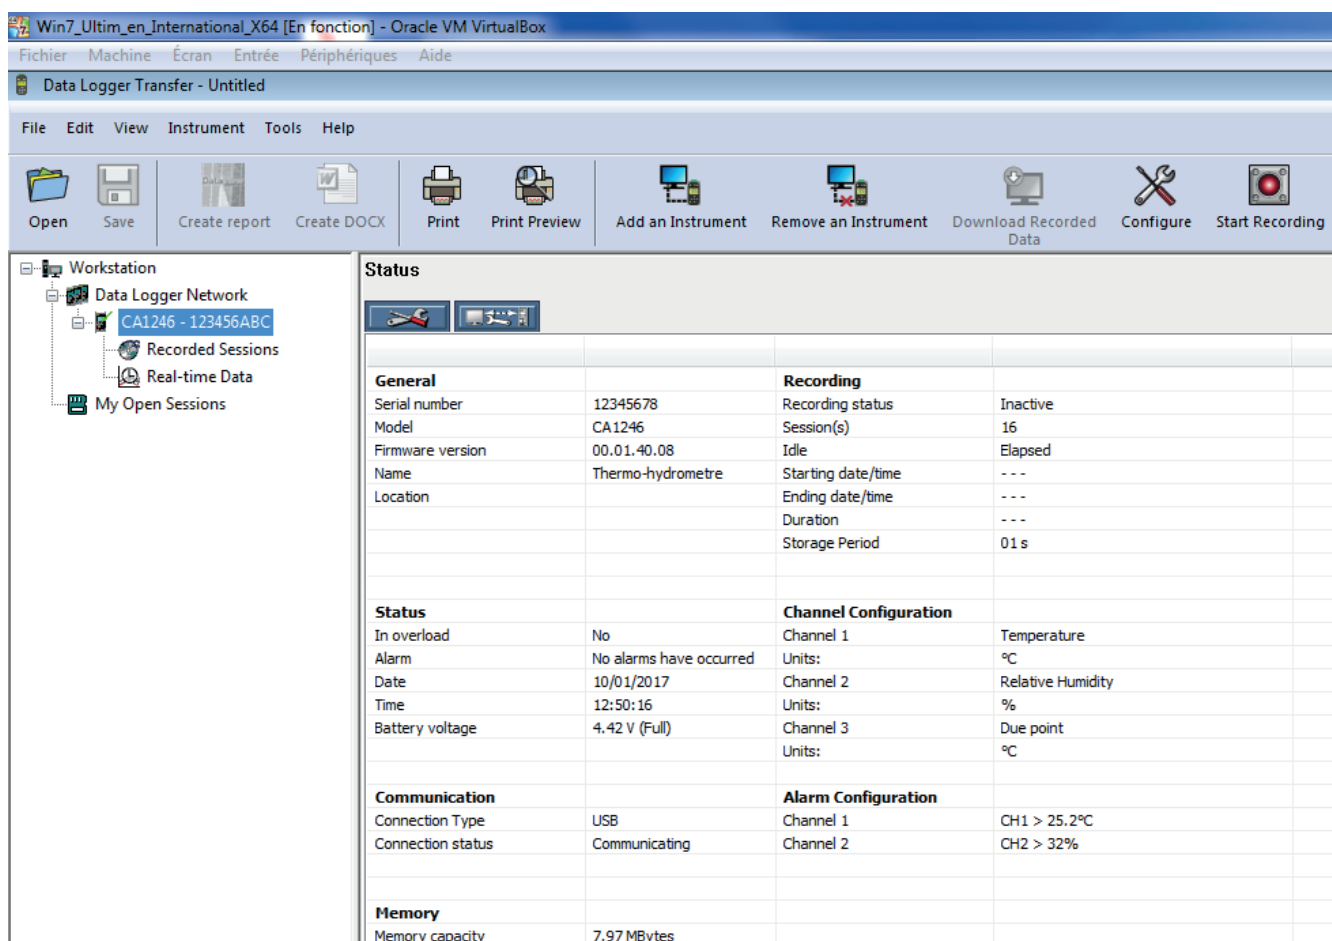 Win7_Ultim_en_International_X64 [En fonction] - Oracle VM VirtualBox
Fichier Machine Écran Entrée Périphériques Aide
Data Logger Transfer - Untitled
File Edit View Instrument Tools Help
Open Save Create report Create DOCX Print Print Preview Add an Instrument Remove an Instrument Download Recorded Data Configure Start Recording
Workstation
Data Logger Network
CA1246 - 123456ABC
Recorded Sessions
Real-time Data
My Open Sessions
Status
General Recording
Serial number 12345678 Recording status Inactive
Model CA1246 Session(s) 16
Firmware version 00.01.40.08 Idle Elapsed
Name Thermo-hydrometre Starting date/time - - -
Location Ending date/time - - -
Duration - - -
Storage Period 01 s
Status Channel Configuration
In overload No Channel 1 Temperature
Alarm No alarms have occurred Units: ºC
Date 10/01/2017 Channel 2 Relative Humidity
Time 12:50:16 Units: %
Battery voltage 4.42 V (Full) Channel 3 Due point
Units: ºC
Communication Alarm Configuration
Connection Type USB Channel 1 CH1 > 25.2ºC
Connection status Communicating Channel 2 CH2 > 32%
Memory
Memory capacity 7.97 MBytes